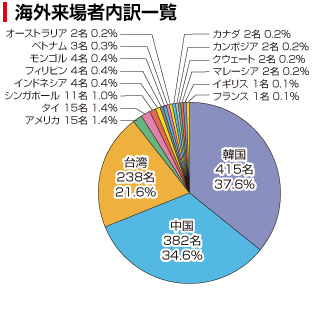 海外来場者内訳一覧
オーストラリア 2名 0.2%
ベトナム 3名 0.3%
モンゴル 4名 0.4%
フィリピン 4名 0.4%
インドネシア 4名 0.4%
シンガポール 11名 1.0%
タイ 15名 1.4%
アメリカ 15名 1.4%
カナダ 2名 0.2%
カンボジア 2名 0.2%
クウェート 2名 0.2%
マレーシア 2名 0.2%
イギリス 1名 0.1%
フランス 1名 0.1%
台湾
238名
21.6%
韓国
415名
37.6%
中国
382名
34.6%